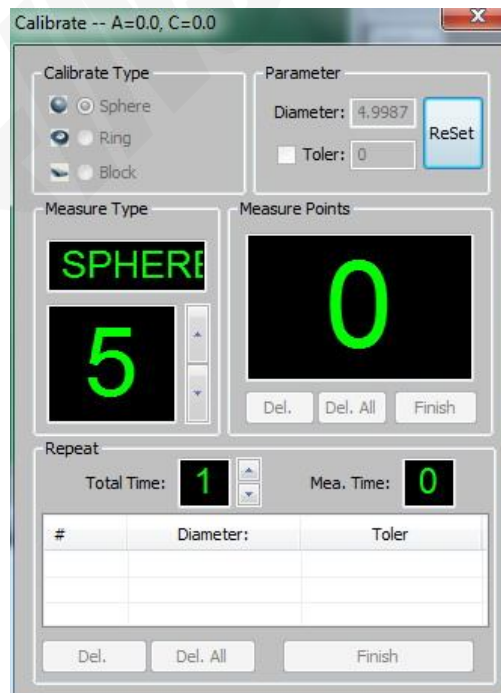 Calibrate -- A=0.0, C=0.0
Calibrate Type
Sphere
Ring
Block
Parameter
Diameter: 4.9987
Toler: 0
ReSet
Measure Type
SPHERE
5
Measure Points
0
Del. Del. All Finish
Repeat
Total Time: 1 Mea. Time: 0
# Diameter: Toler
Del. Del. All Finish